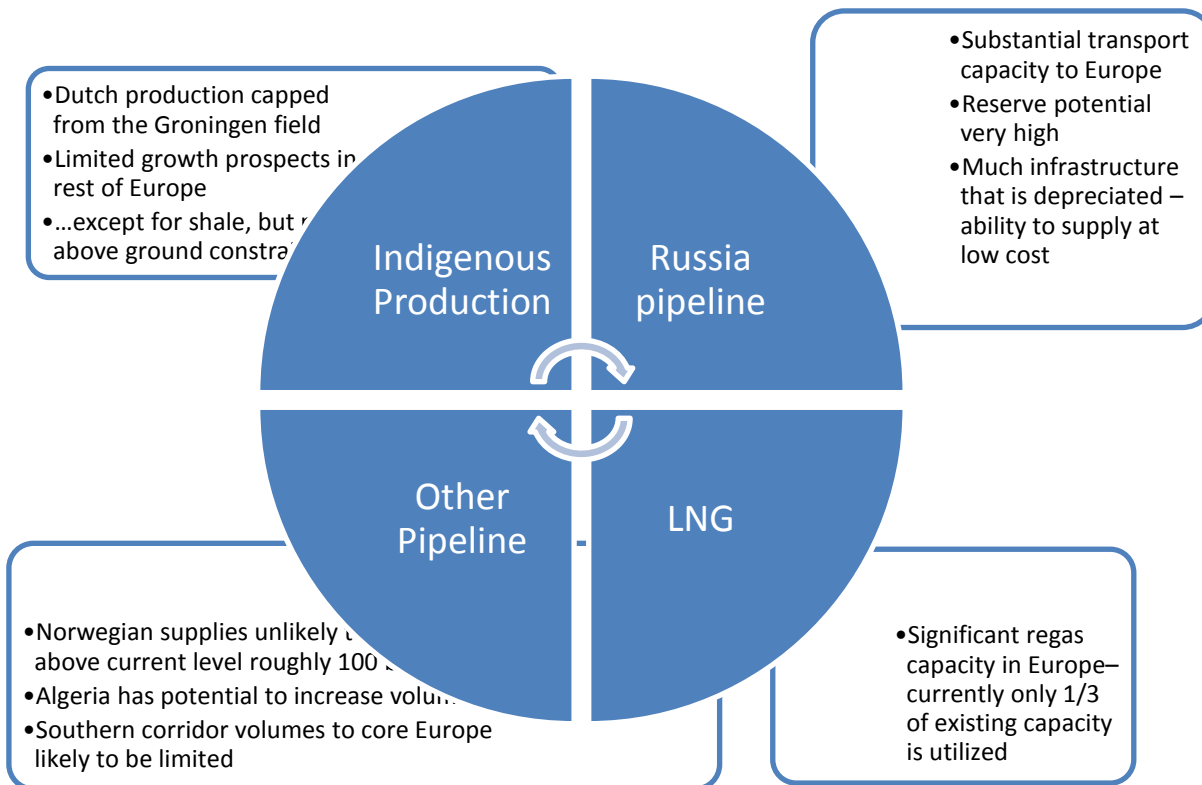 •Dutch production capped
from the Groningen field
•Limited growth prospects in
rest of Europe
•…except for shale, but
above ground
Indigenous
Production
•Substantial transport
capacity to Europe
•Reserve potential
very high
•Much infrastructure
that is depreciated –
ability to supply at
low cost
Russia
pipeline
Other
Pipeline
•Norwegian supplies unlikely
above current level roughly 100
•Algeria has potential to increase
•Southern corridor volumes to core Europe
likely to be limited
LNG
•Significant regas
capacity in Europe–
currently only 1/3
of existing capacity
is utilized